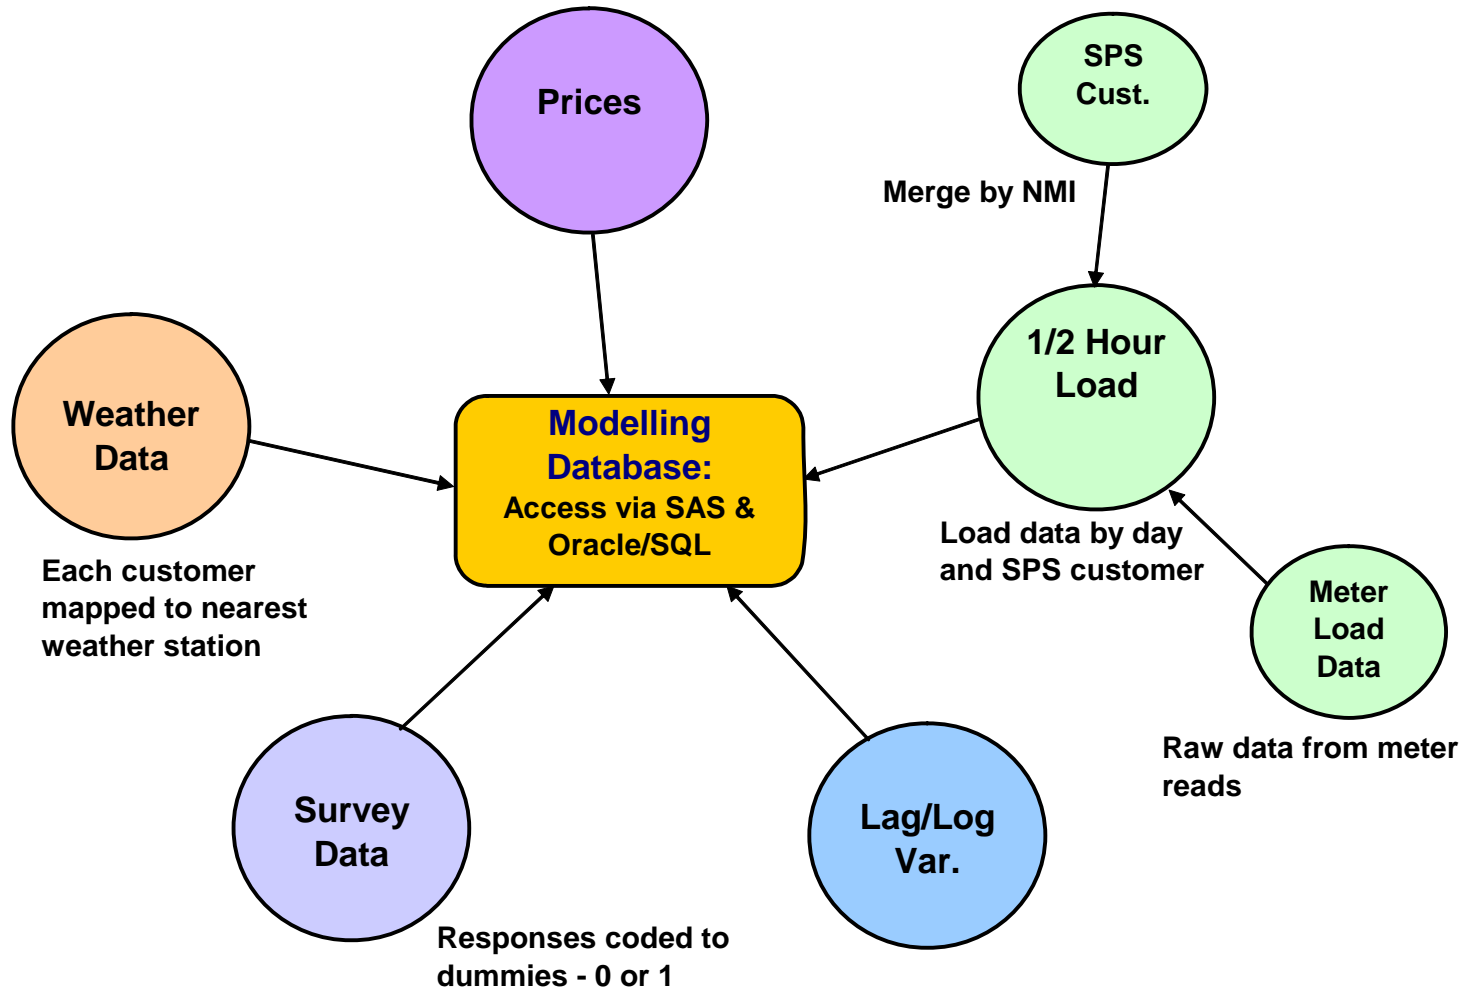 Prices
SPS
Cust.
Merge by NMI
1/2 Hour
Load
Weather
Data
Modelling
Database:
Access via SAS &
Oracle/SQL
Load data by day
and SPS customer
Each customer
mapped to nearest
weather station
Meter
Load
Data
Raw data from meter
reads
Survey
Data
Lag/Log
Var.
Responses coded to
dummies - 0 or 1